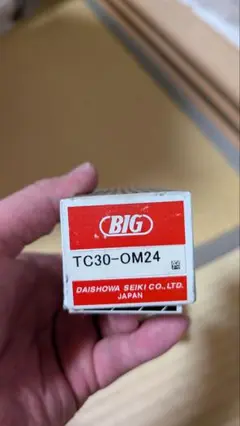 BIG
TC30-OM24
DAISHOWA SEIKI CO.,LTD.
JAPAN